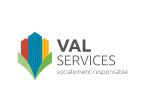 VAL
SERVICES
socialement responsable